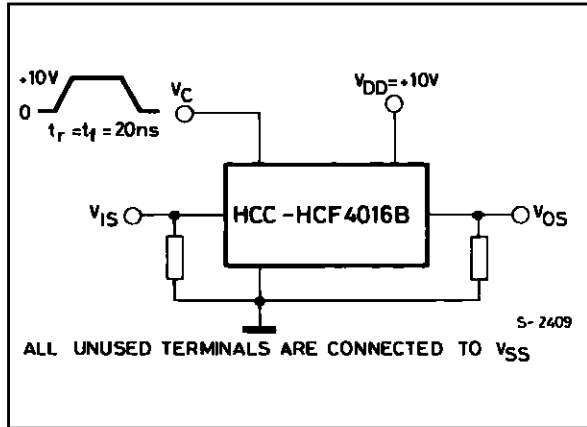 +10V
0
tr = tf = 20ns
VC
VDD=+10V
VIS
HCC-HCF4016B
VOS
S-2409
ALL UNUSED TERMINALS ARE CONNECTED TO VSS